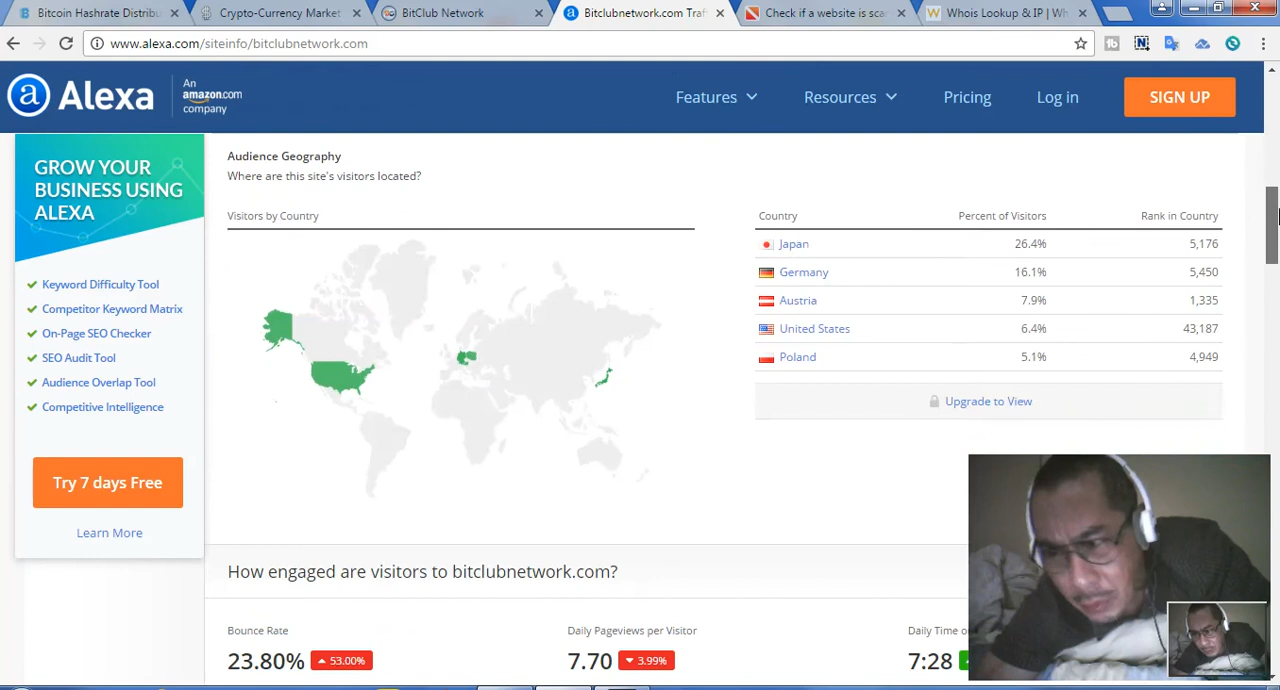 Bitcoin Hashrate Distribu
Crypto-Currency Market
BitClub Network
Bitclubnetwork.com Traf
Check if a website is scar
Whois Lookup & IP | Wh
www.alexa.com/siteinfo/bitclubnetwork.com
a Alexa
An
amazon.com
company
Features
Resources
Pricing
Log in
SIGN UP
GROW YOUR
BUSINESS USING
ALEXA
Keyword Difficulty Tool
Competitor Keyword Matrix
On-Page SEO Checker
SEO Audit Tool
Audience Overlap Tool
Competitive Intelligence
Try 7 days Free
Learn More
Audience Geography
Where are this site's visitors located?
Visitors by Country
Country Percent of Visitors Rank in Country
Japan 26.4% 5,176
Germany 16.1% 5,450
Austria 7.9% 1,335
United States 6.4% 43,187
Poland 5.1% 4,949
Upgrade to View
How engaged are visitors to bitclubnetwork.com?
Bounce Rate
23.80% 53.00%
Daily Pageviews per Visitor
7.70 3.99%
Daily Time o
7:28